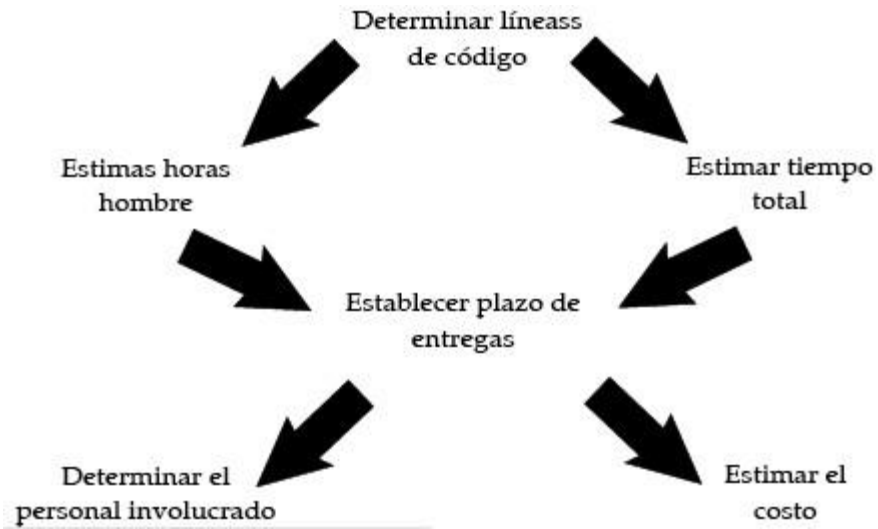 Determinar líneass
de código
Estimas horas
hombre
Estimar tiempo
total
Establecer plazo de
entregas
Determinar el
personal involucrado
Estimar el
costo